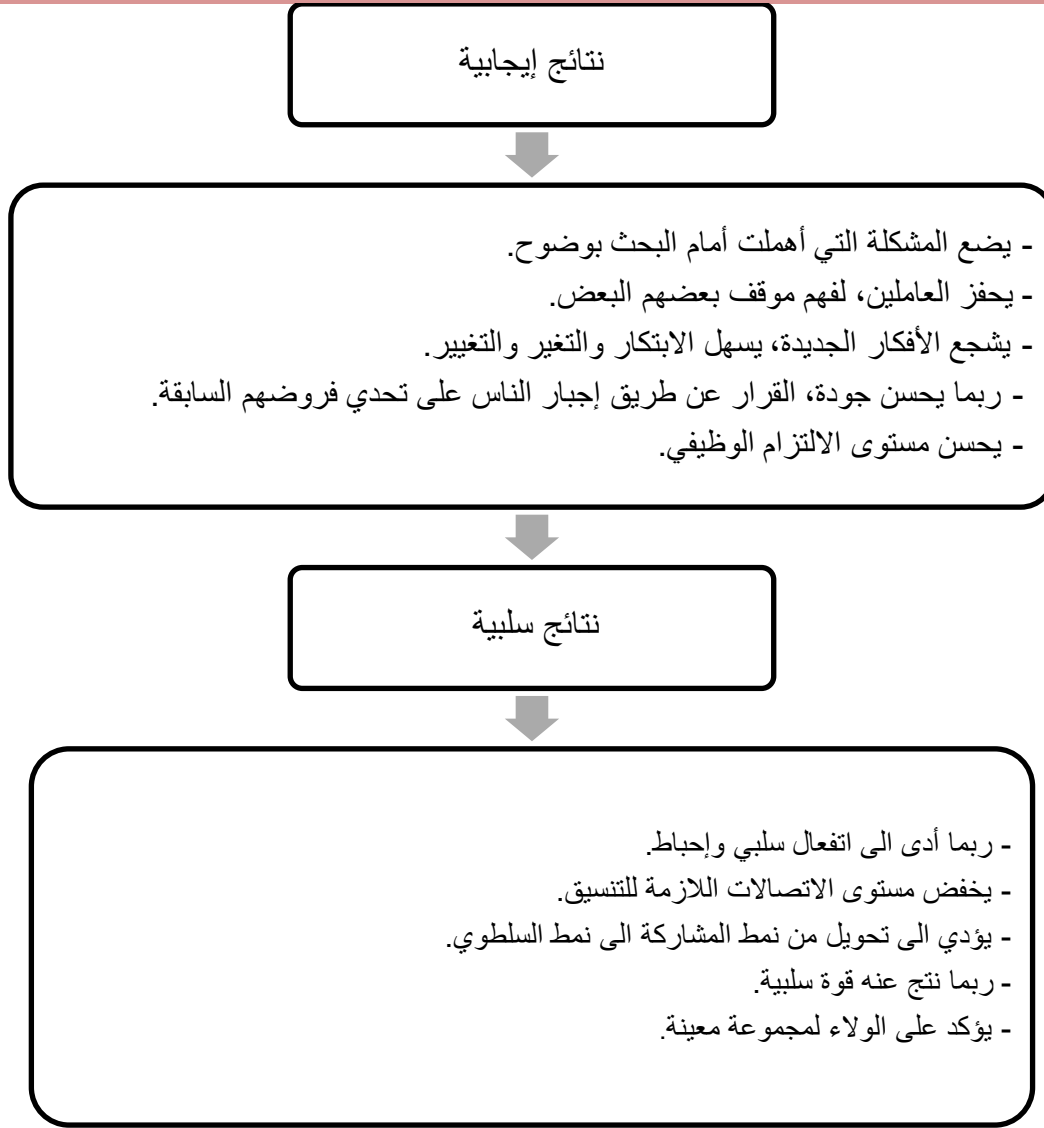 نتائج إيجابية
- يضع المشكلة التي أهملت أمام البحث بوضوح.
- يحفز العاملين، لفهم موقف بعضهم البعض.
- يشجع الأفكار الجديدة، يسهل الابتكار والتغير والتغيير.
- ربما يحسن جودة، القرار عن طريق إجبار الناس على تحدي فروضهم السابقة.
- يحسن مستوى الالتزام الوظيفي.
نتائج سلبية
- ربما أدى الى اتفعال سلبي وإحباط.
- يخفض مستوى الاتصالات اللازمة للتنسيق.
- يؤدي الى تحويل من نمط المشاركة الى نمط السلطوي.
- ربما نتج عنه قوة سلبية.
- يؤكد على الولاء لمجموعة معينة.